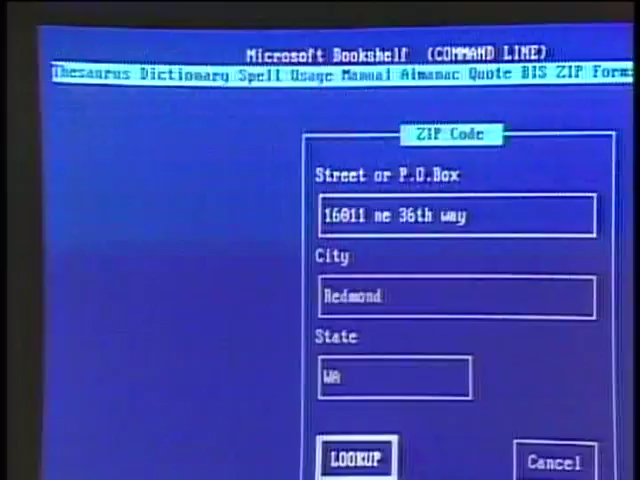 Microsoft Bookshelf (COMMAND LINE)
Thesaurus Dictionary Spell Usage Manual Almanac Quote BIS ZIP Forms
ZIP Code
Street or P.O.Box
16011 ne 36th way
City
Redmond
State
WA
LOOKUP
Cancel